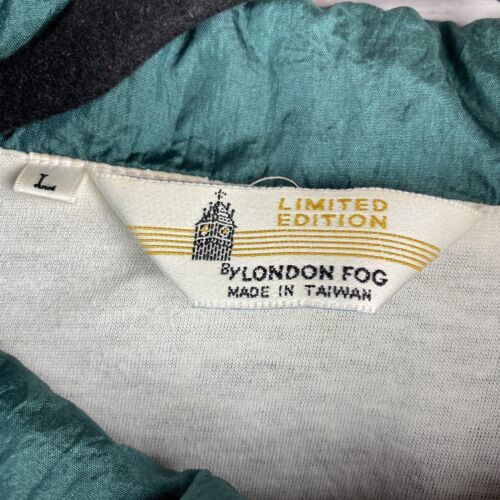 L
LIMITED
EDITION
By LONDON FOG
MADE IN TAIWAN